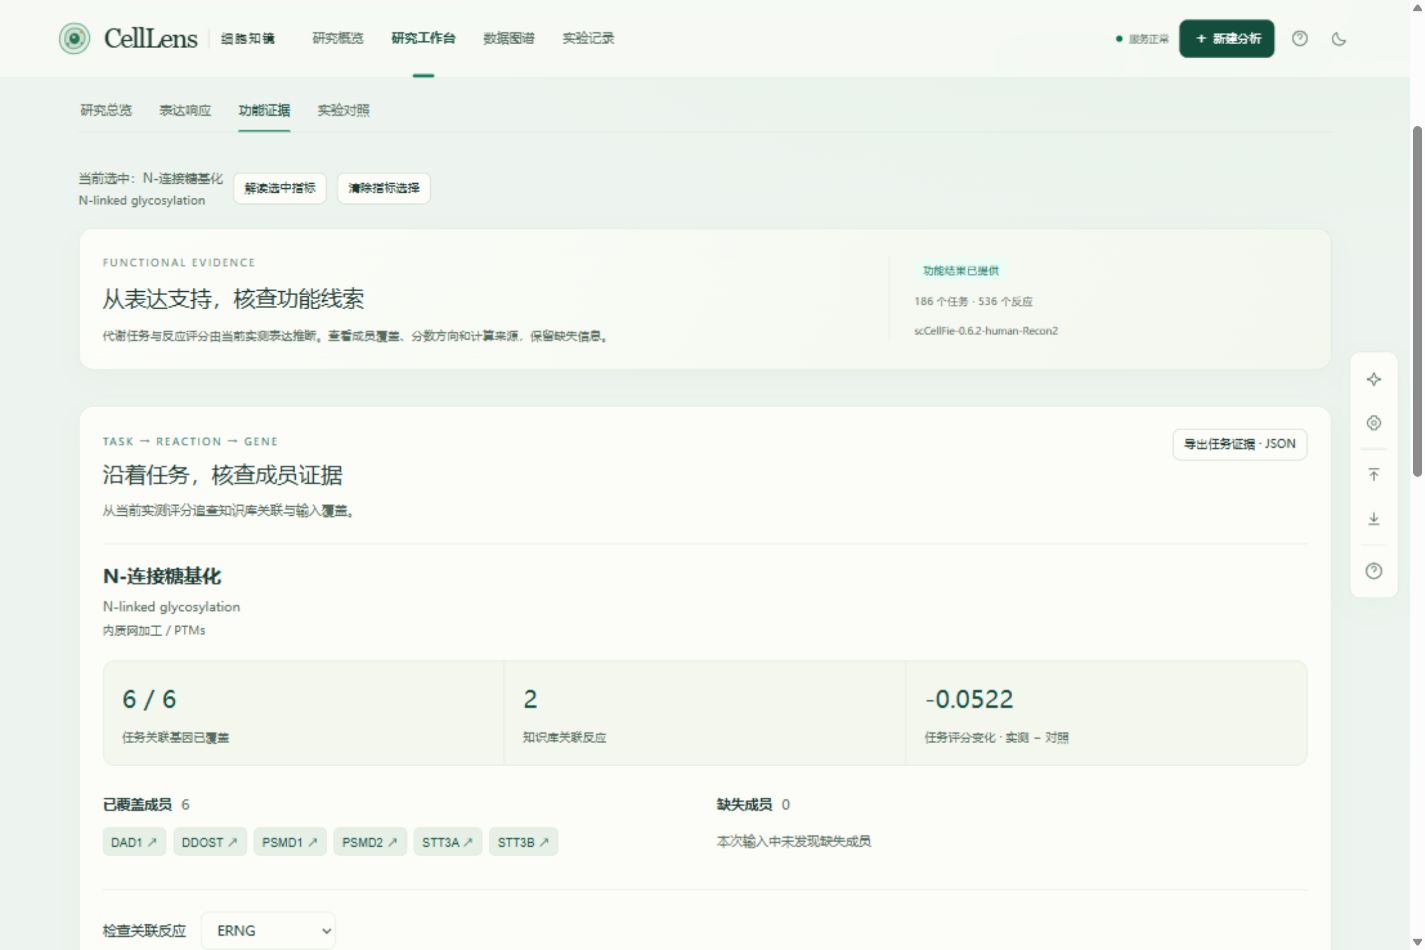 CellLens 细胞知镜 研究概览 研究工作台 数据图谱 实验记录 服务正常 + 新建分析
研究总览 表达响应 功能证据 实验对照
当前选中：N-连接糖基化
N-linked glycosylation
解读选中指标 清除指标选择
FUNCTIONAL EVIDENCE
从表达支持，核查功能线索
代谢任务与反应评分由当前实测表达推断。查看成员覆盖、分数方向和计算来源，保留缺失信息。
功能结果已提供
186 个任务 · 536 个反应
scCellFie-0.6.2-human-Recon2
TASK → REACTION → GENE
沿着任务，核查成员证据
从当前实测评分追查知识库关联与输入覆盖。
导出任务证据 · JSON
N-连接糖基化
N-linked glycosylation
内质网加工 / PTMs
6 / 6
任务关联基因已覆盖
2
知识库关联反应
-0.0522
任务评分变化 · 实测 − 对照
已覆盖成员 6
DAD1 ↗ DDOST ↗ PSMD1 ↗ PSMD2 ↗ STT3A ↗ STT3B ↗
缺失成员 0
本次输入中未发现缺失成员
检查关联反应 ERNG